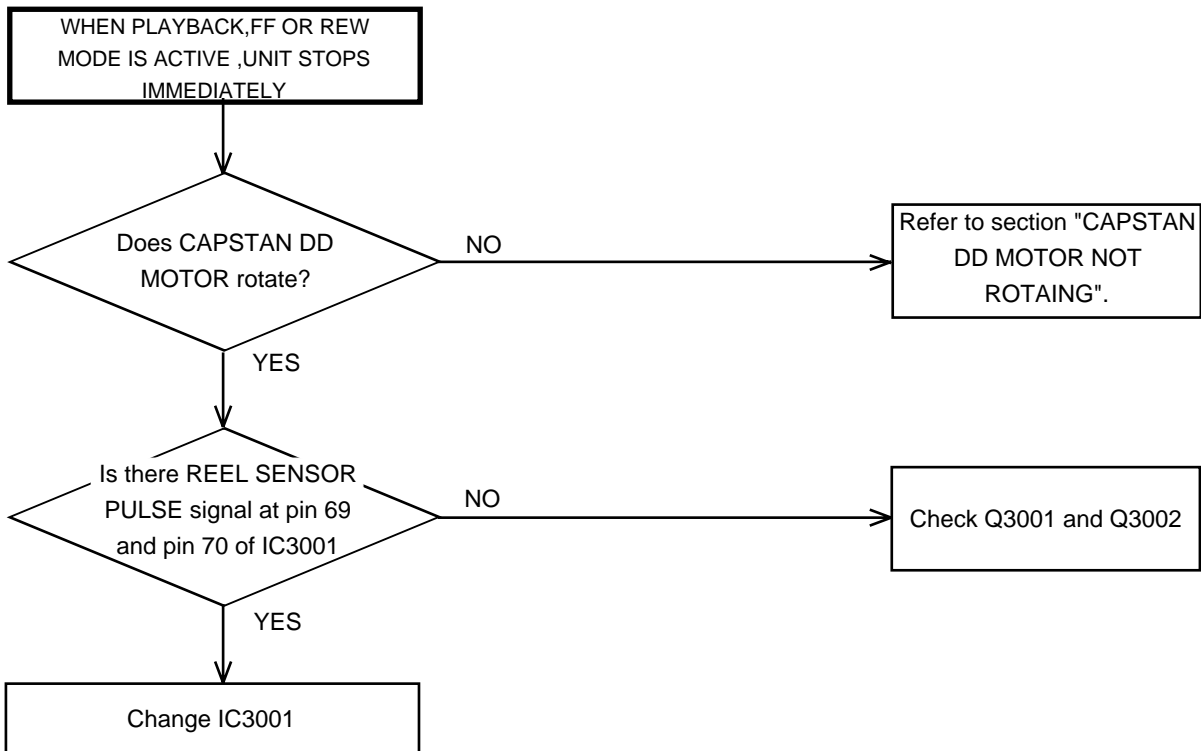 WHEN PLAYBACK,FF OR REW
MODE IS ACTIVE ,UNIT STOPS
IMMEDIATELY
Does CAPSTAN DD
MOTOR rotate?
NO
Refer to section "CAPSTAN
DD MOTOR NOT
ROTAING".
YES
Is there REEL SENSOR
PULSE signal at pin 69
and pin 70 of IC3001
NO
Check Q3001 and Q3002
YES
Change IC3001